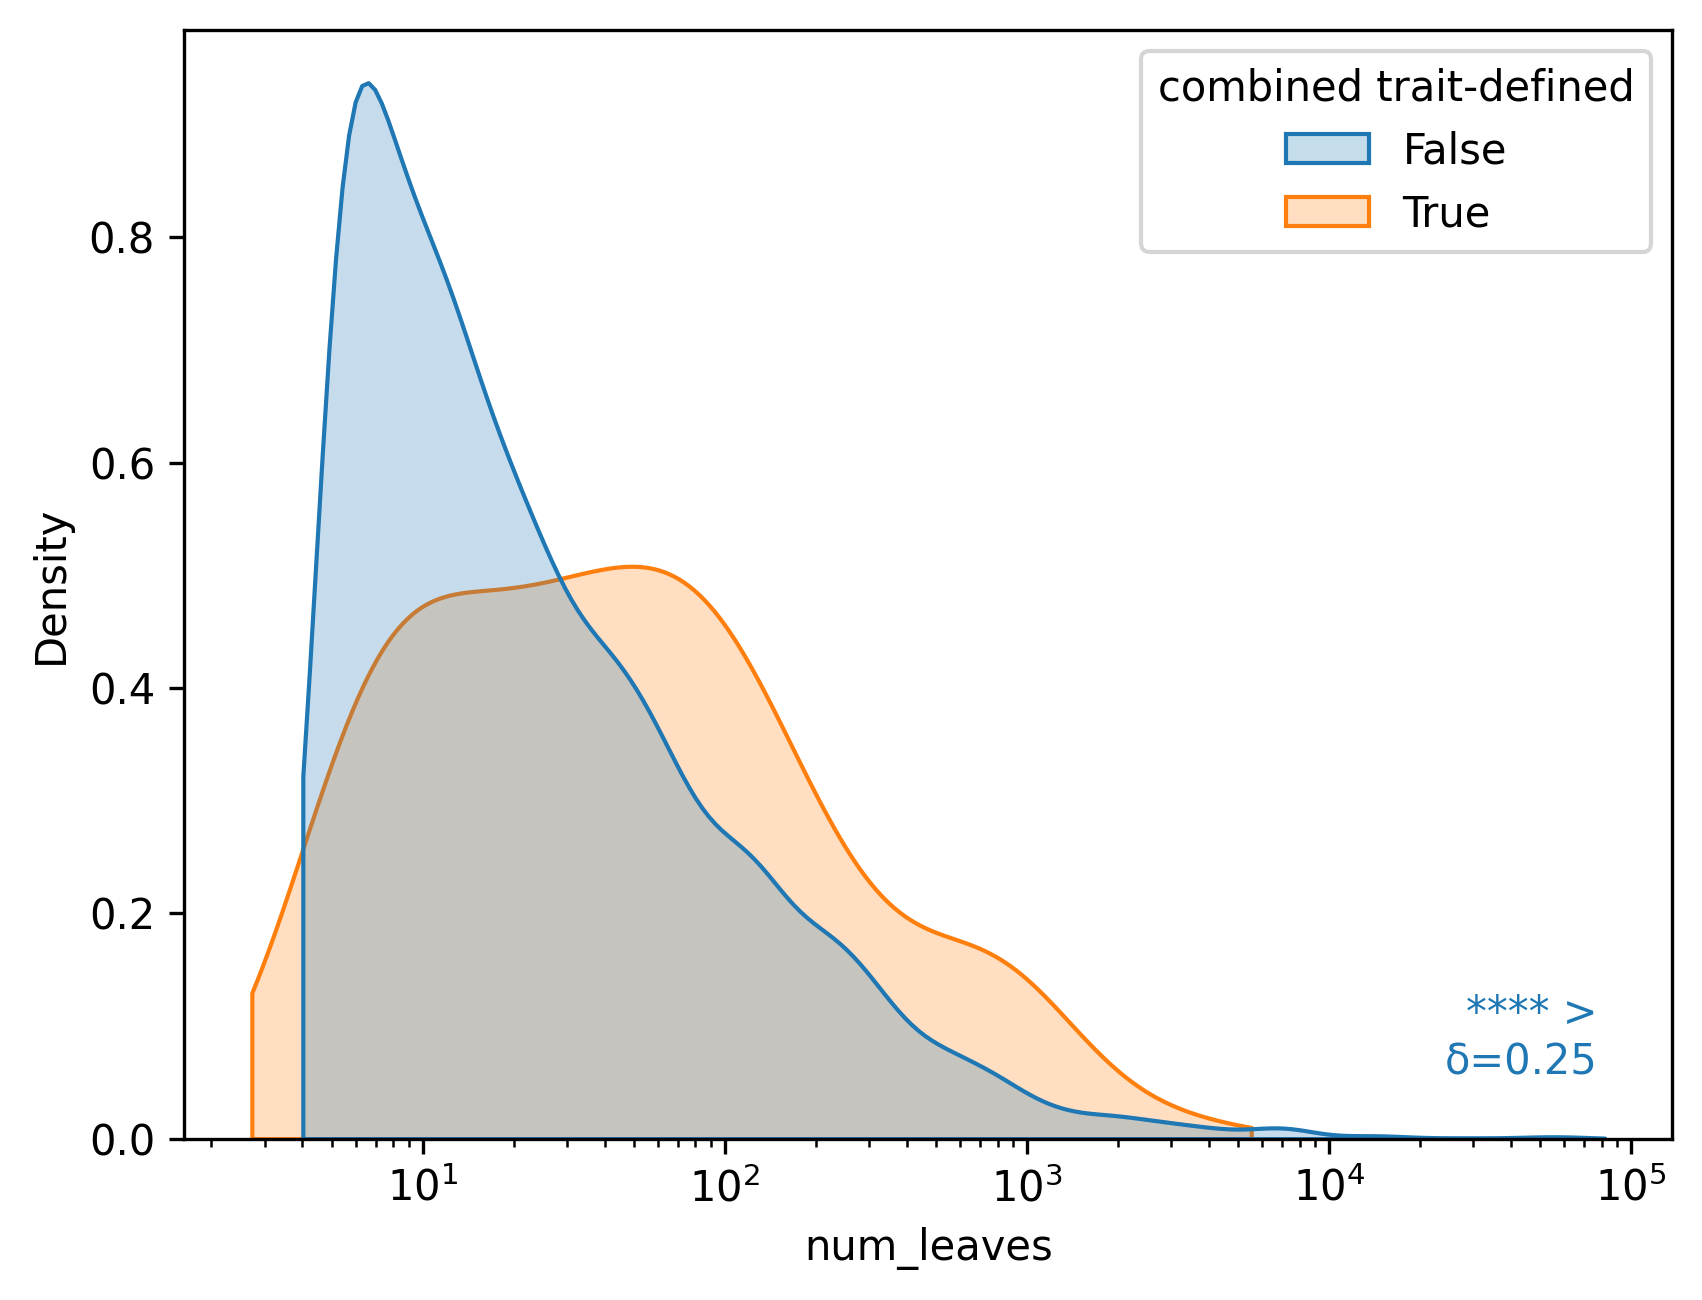 combined trait-defined
False
True
Density
0.8
0.6
0.4
0.2
0.0
**** >
δ=0.25
10¹ 10² 10³ 10⁴ 10⁵
num_leaves